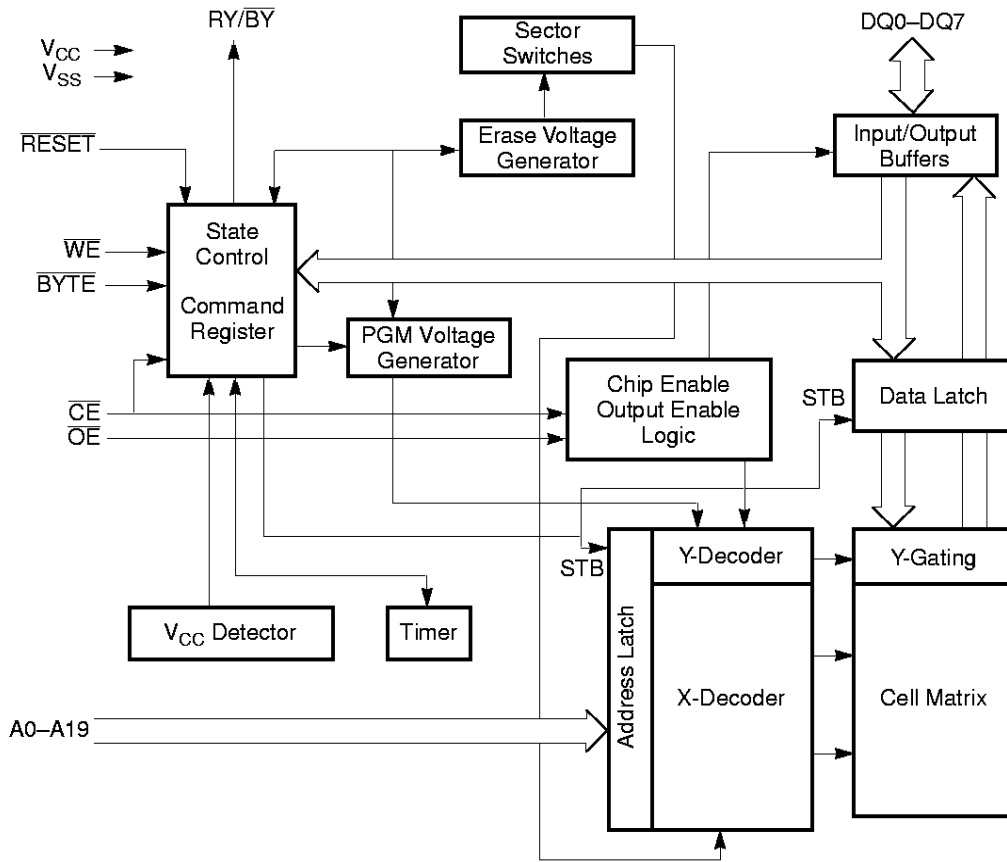 RY/BY
Sector
Switches
DQ0–DQ7
VCC
VSS
RESET
Erase Voltage
Generator
Input/Output
Buffers
State
Control
Command
Register
WE
BYTE
PGM Voltage
Generator
Chip Enable
Output Enable
Logic
STB
Data Latch
CE
OE
STB
Y-Decoder
Y-Gating
VCC Detector
Timer
Address Latch
X-Decoder
Cell Matrix
A0–A19